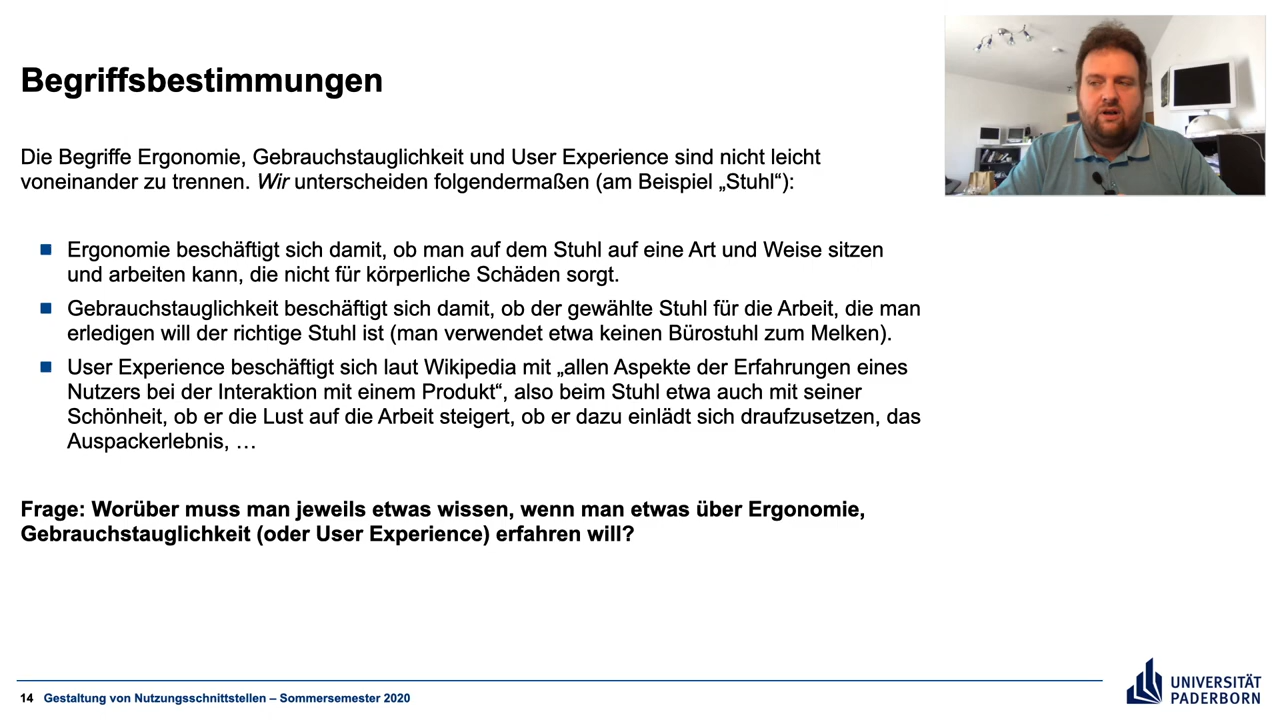 Begriffsbestimmungen
Die Begriffe Ergonomie, Gebrauchstauglichkeit und User Experience sind nicht leicht
voneinander zu trennen. Wir unterscheiden folgendermaßen (am Beispiel „Stuhl“):
Ergonomie beschäftigt sich damit, ob man auf dem Stuhl auf eine Art und Weise sitzen
und arbeiten kann, die nicht für körperliche Schäden sorgt.
Gebrauchstauglichkeit beschäftigt sich damit, ob der gewählte Stuhl für die Arbeit, die man
erledigen will der richtige Stuhl ist (man verwendet etwa keinen Bürostuhl zum Melken).
User Experience beschäftigt sich laut Wikipedia mit „allen Aspekte der Erfahrungen eines
Nutzers bei der Interaktion mit einem Produkt“, also beim Stuhl etwa auch mit seiner
Schönheit, ob er die Lust auf die Arbeit steigert, ob er dazu einlädt sich draufzusetzen, das
Auspackerlebnis, …
Frage: Worüber muss man jeweils etwas wissen, wenn man etwas über Ergonomie,
Gebrauchstauglichkeit (oder User Experience) erfahren will?
14 Gestaltung von Nutzungsschnittstellen – Sommersemester 2020
UNIVERSITÄT
PADERBORN